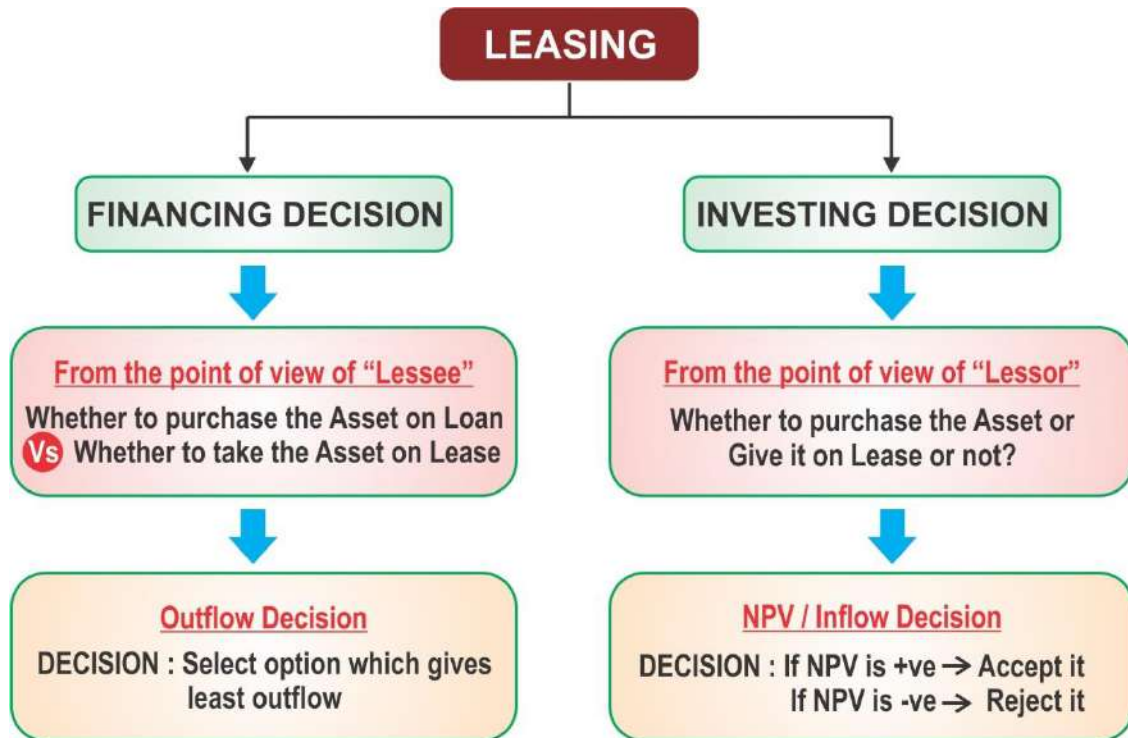 LEASING
FINANCING DECISION
From the point of view of “Lessee”
Whether to purchase the Asset on Loan
Vs Whether to take the Asset on Lease
Outflow Decision
DECISION : Select option which gives
least outflow
INVESTING DECISION
From the point of view of “Lessor”
Whether to purchase the Asset or
Give it on Lease or not?
NPV / Inflow Decision
DECISION : If NPV is +ve → Accept it
If NPV is -ve → Reject it